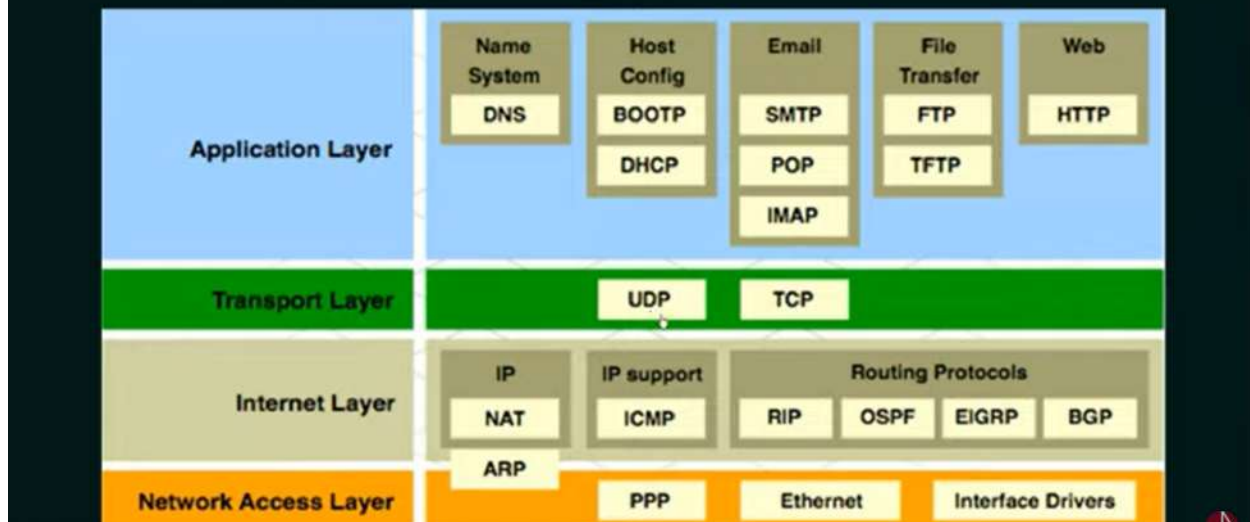 Application Layer
Name
System
DNS
Host
Config
BOOTP
DHCP
Email
SMTP
POP
IMAP
File
Transfer
FTP
TFTP
Web
HTTP
Transport Layer
UDP
TCP
Internet Layer
IP
NAT
ARP
IP support
ICMP
Routing Protocols
RIP
OSPF
EIGRP
BGP
Network Access Layer
PPP
Ethernet
Interface Drivers